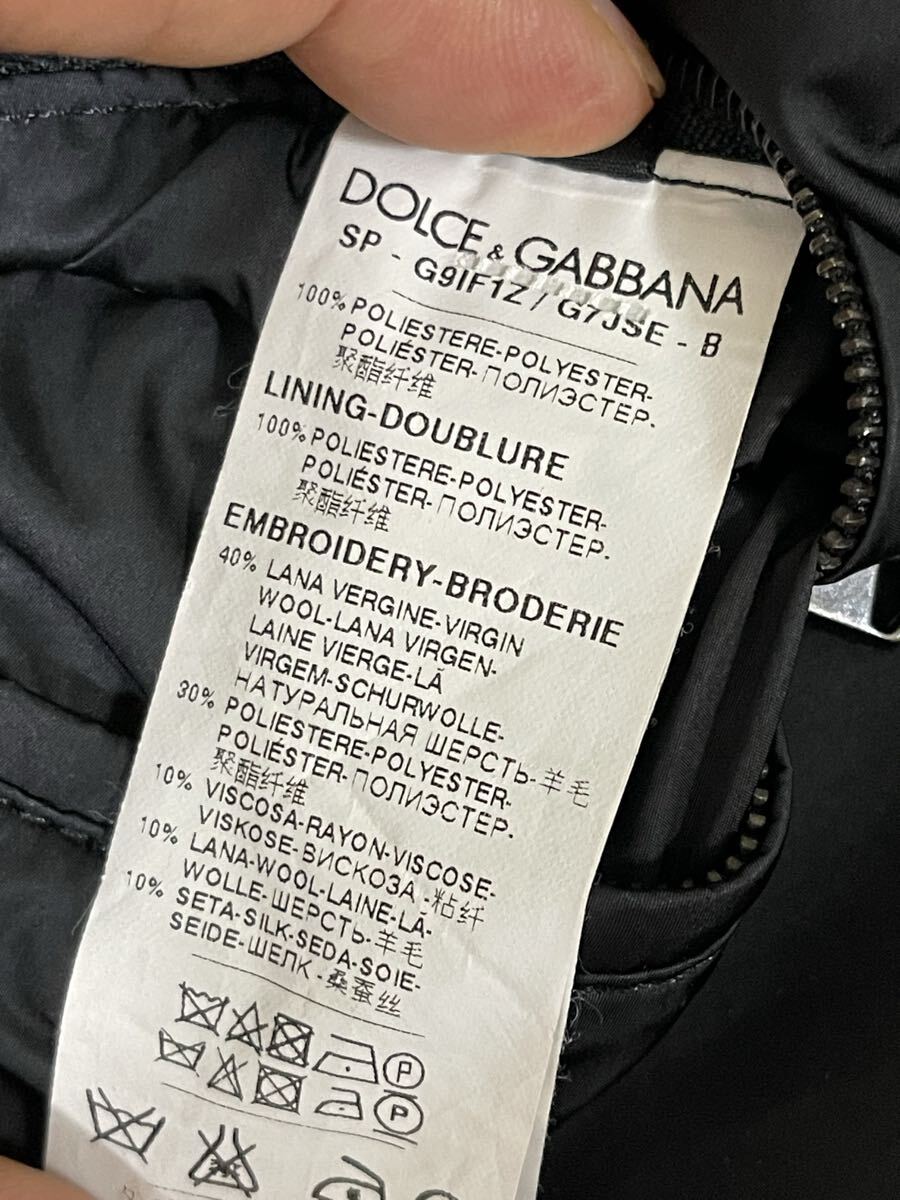 DOLCE & GABBANA
SP - G9IF1Z / G7JSE - B
100% POLIESTERE-POLYESTER-
POLIÉSTER-ПОЛИЭСТЕР.
聚酯纤维
LINING-DOUBLURE
100% POLIESTERE-POLYESTER-
POLIÉSTER-ПОЛИЭСТЕР.
聚酯纤维
EMBROIDERY-BRODERIE
40% LANA VERGINE-VIRGIN
WOOL-LANA VIRGEN-
LAINE VIERGE-LÃ
VIRGEM-SCHURWOLLE-
НАТУРАЛЬНАЯ ШЕРСТЬ-羊毛
30% POLIESTERE-POLYESTER-
POLIÉSTER-ПОЛИЭСТЕР.
聚酯纤维
10% VISCOSA-RAYON-VISCOSE-
VISKOSE-ВИСКОЗА-粘纤
10% LANA-WOOL-LAINE-LÃ-
WOLLE-ШЕРСТЬ-羊毛
10% SETA-SILK-SEDA-SOIE-
SEIDE-ШЕЛК-桑蚕丝
P
P